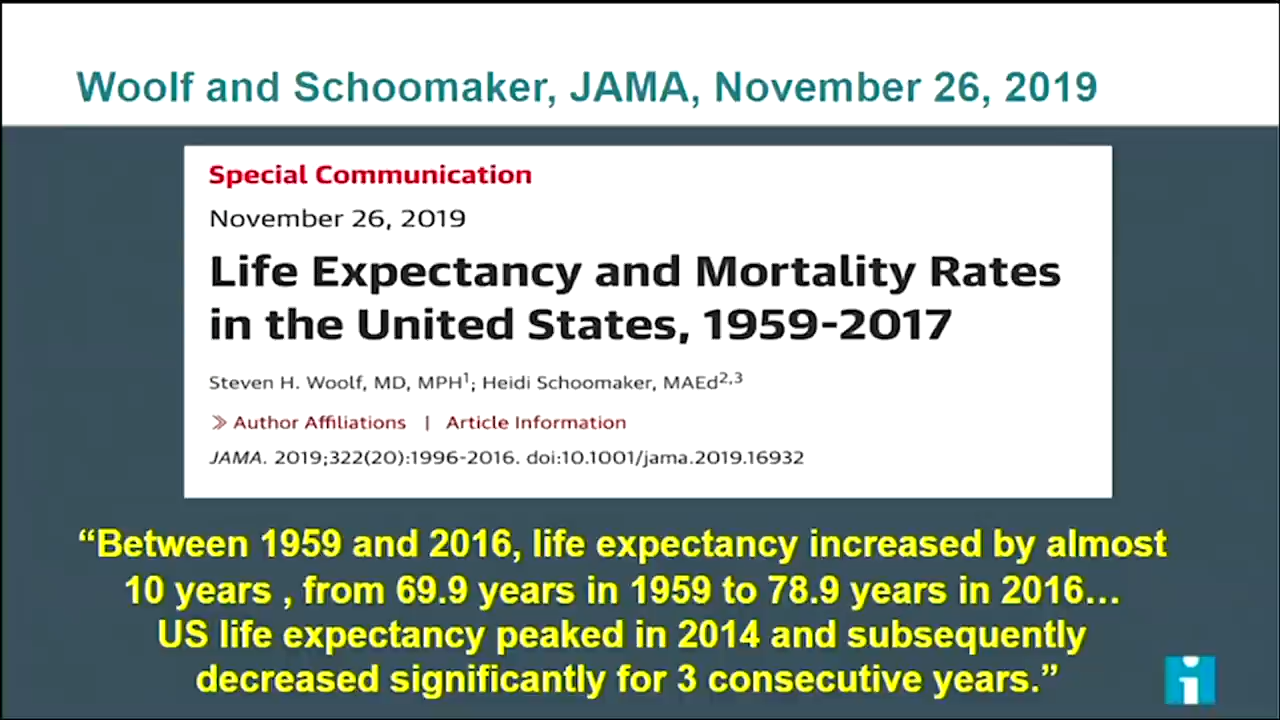 Woolf and Schoomaker, JAMA, November 26, 2019
Special Communication
November 26, 2019
Life Expectancy and Mortality Rates
in the United States, 1959-2017
Steven H. Woolf, MD, MPH1; Heidi Schoomaker, MAEd2,3
≫ Author Affiliations | Article Information
JAMA. 2019;322(20):1996-2016. doi:10.1001/jama.2019.16932
“Between 1959 and 2016, life expectancy increased by almost
10 years , from 69.9 years in 1959 to 78.9 years in 2016…
US life expectancy peaked in 2014 and subsequently
decreased significantly for 3 consecutive years.”
i